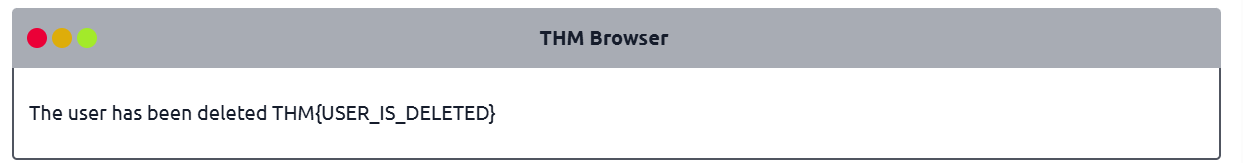 THM Browser
The user has been deleted THM{USER_IS_DELETED}